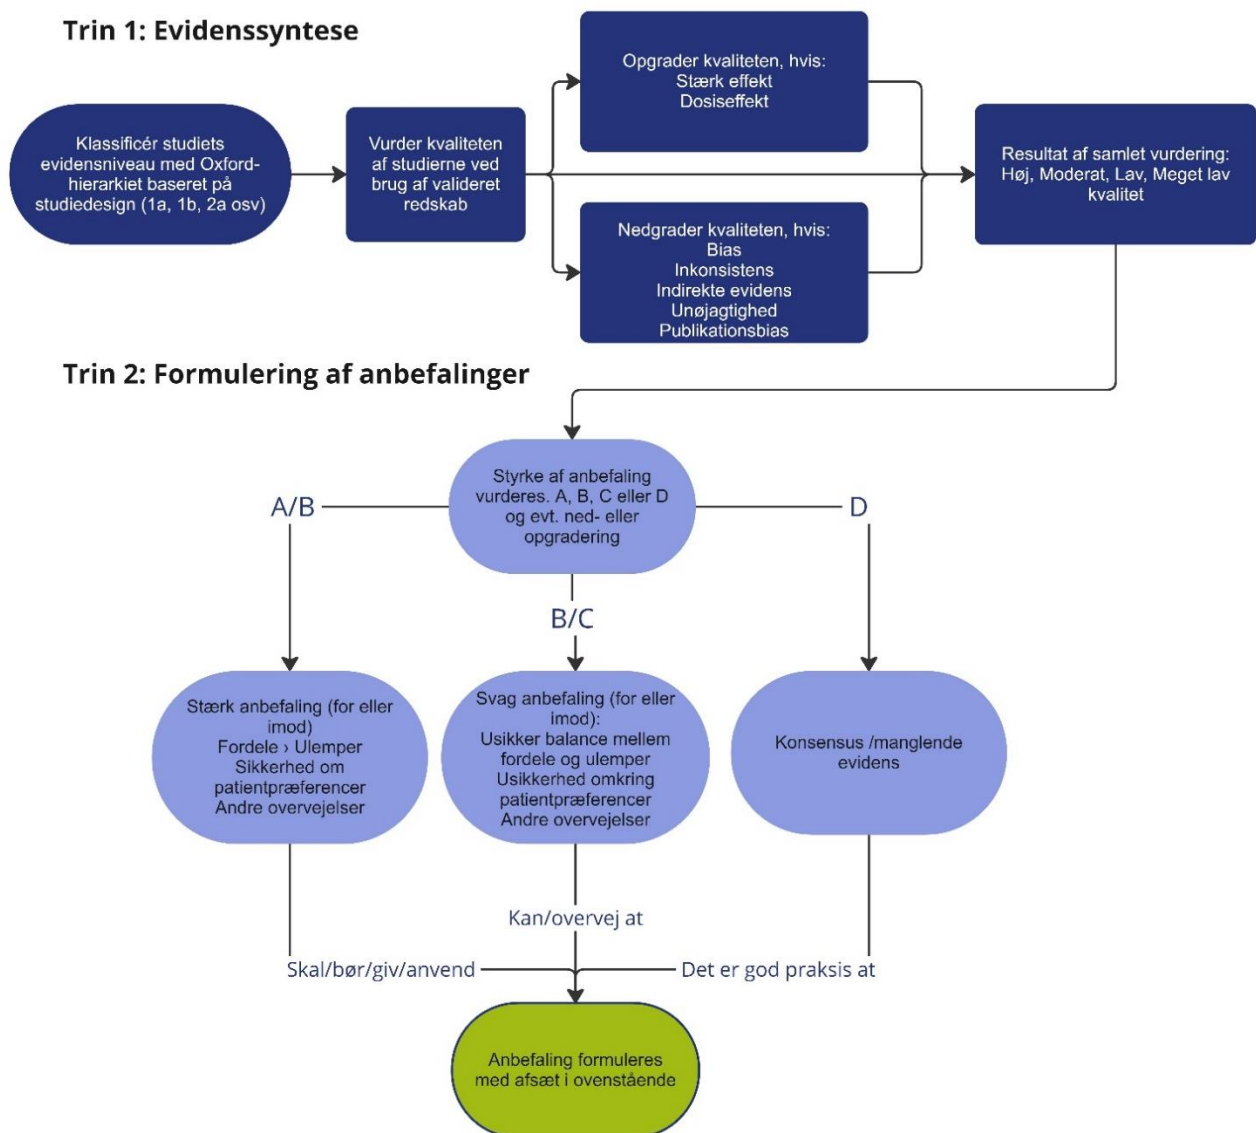 Trin 1: Evidenssyntese
Klassificér studiets
evidensniveau med Oxford-
hierarkiet baseret på
studiedesign (1a, 1b, 2a osv)
Vurder kvaliteten
af studierne ved
brug af valideret
redskab
Opgrader kvaliteten, hvis:
Stærk effekt
Dosiseffekt
Nedgrader kvaliteten, hvis:
Bias
Inkonsistens
Indirekte evidens
Unøjagtighed
Publikationsbias
Resultat af samlet vurdering:
Høj, Moderat, Lav, Meget lav
kvalitet
Trin 2: Formulering af anbefalinger
Styrke af anbefaling
vurderes. A, B, C eller D
og evt. ned- eller
opgradering
A/B
B/C
D
Stærk anbefaling (for eller
imod)
Fordele › Ulemper
Sikkerhed om
patientpræferencer
Andre overvejelser
Svag anbefaling (for eller
imod):
Usikker balance mellem
fordele og ulemper
Usikkerhed omkring
patientpræferencer
Andre overvejelser
Konsensus /manglende
evidens
Skal/bør/giv/anvend
Kan/overvej at
Det er god praksis at
Anbefaling formuleres
med afsæt i ovenstående